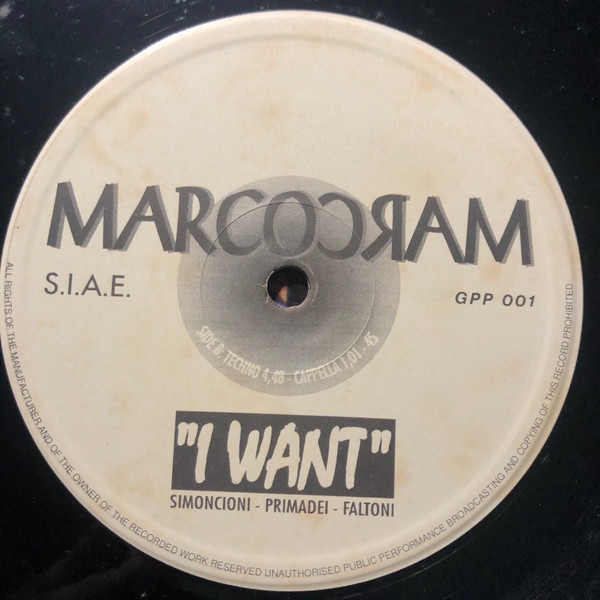 MARCOCRAM
S.I.A.E.
GPP 001
SIDE B: TECHNO 4,48 - CAPPELLA 1,01 - 45
"I WANT"
SIMONCIONI - PRIMADEI - FALTONI
ALL RIGHTS OF THE MANUFACTURER AND OF THE OWNER OF THE RECORDED WORK RESERVED UNAUTHORISED PUBLIC PERFORMANCE BROADCASTING AND COPYING OF THIS RECORD PROHIBITED